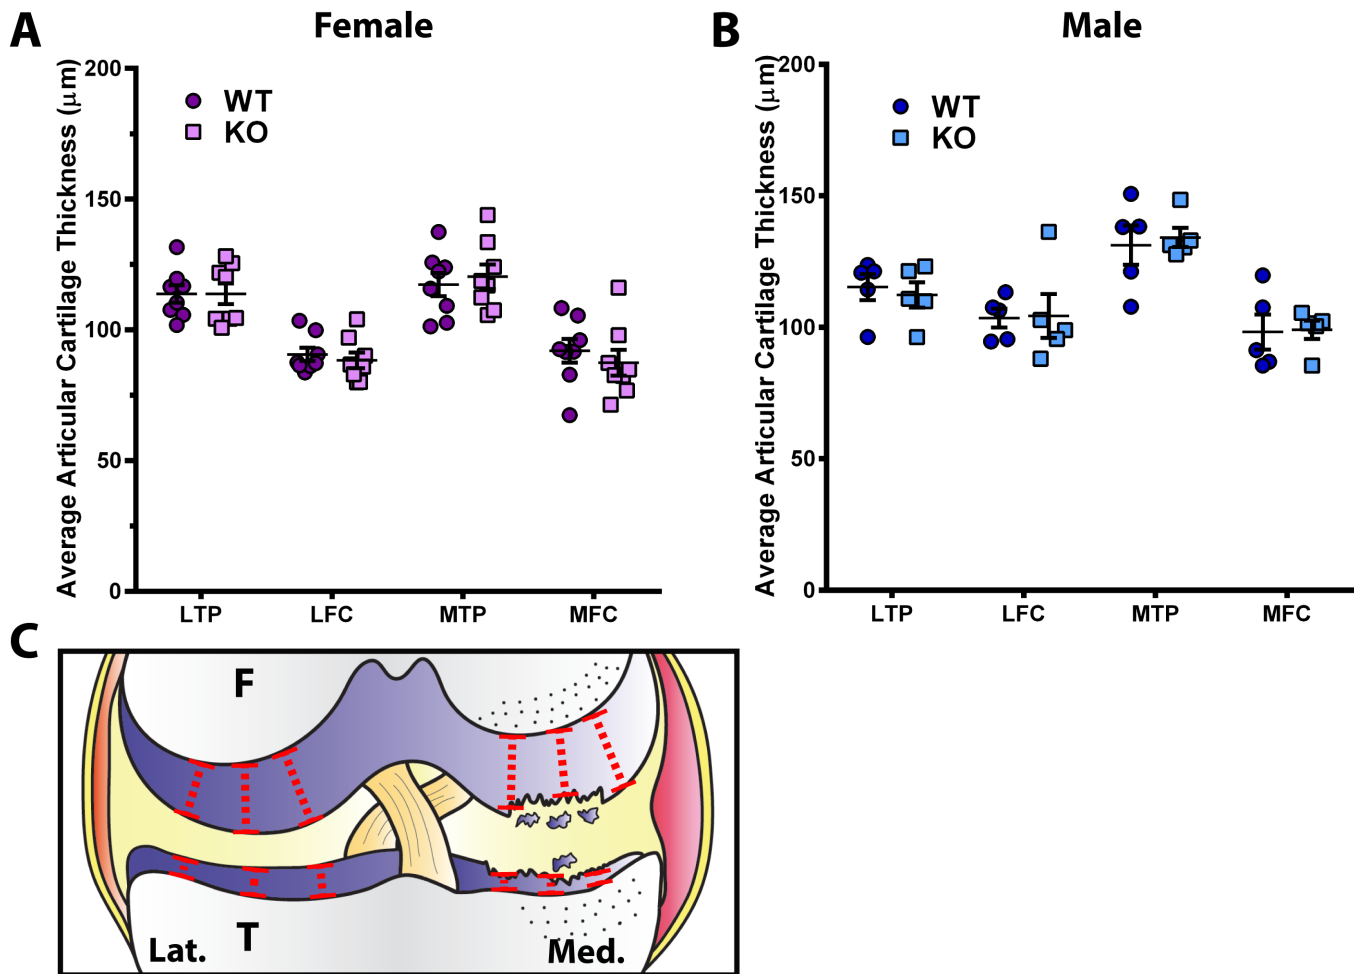 A
Female
Average Articular Cartilage Thickness (μm)
200
150
100
50
0
WT
KO
LTP
LFC
MTP
MFC
B
Male
Average Articular Cartilage Thickness (μm)
200
150
100
50
0
WT
KO
LTP
LFC
MTP
MFC
C
F
T
Lat.
Med.